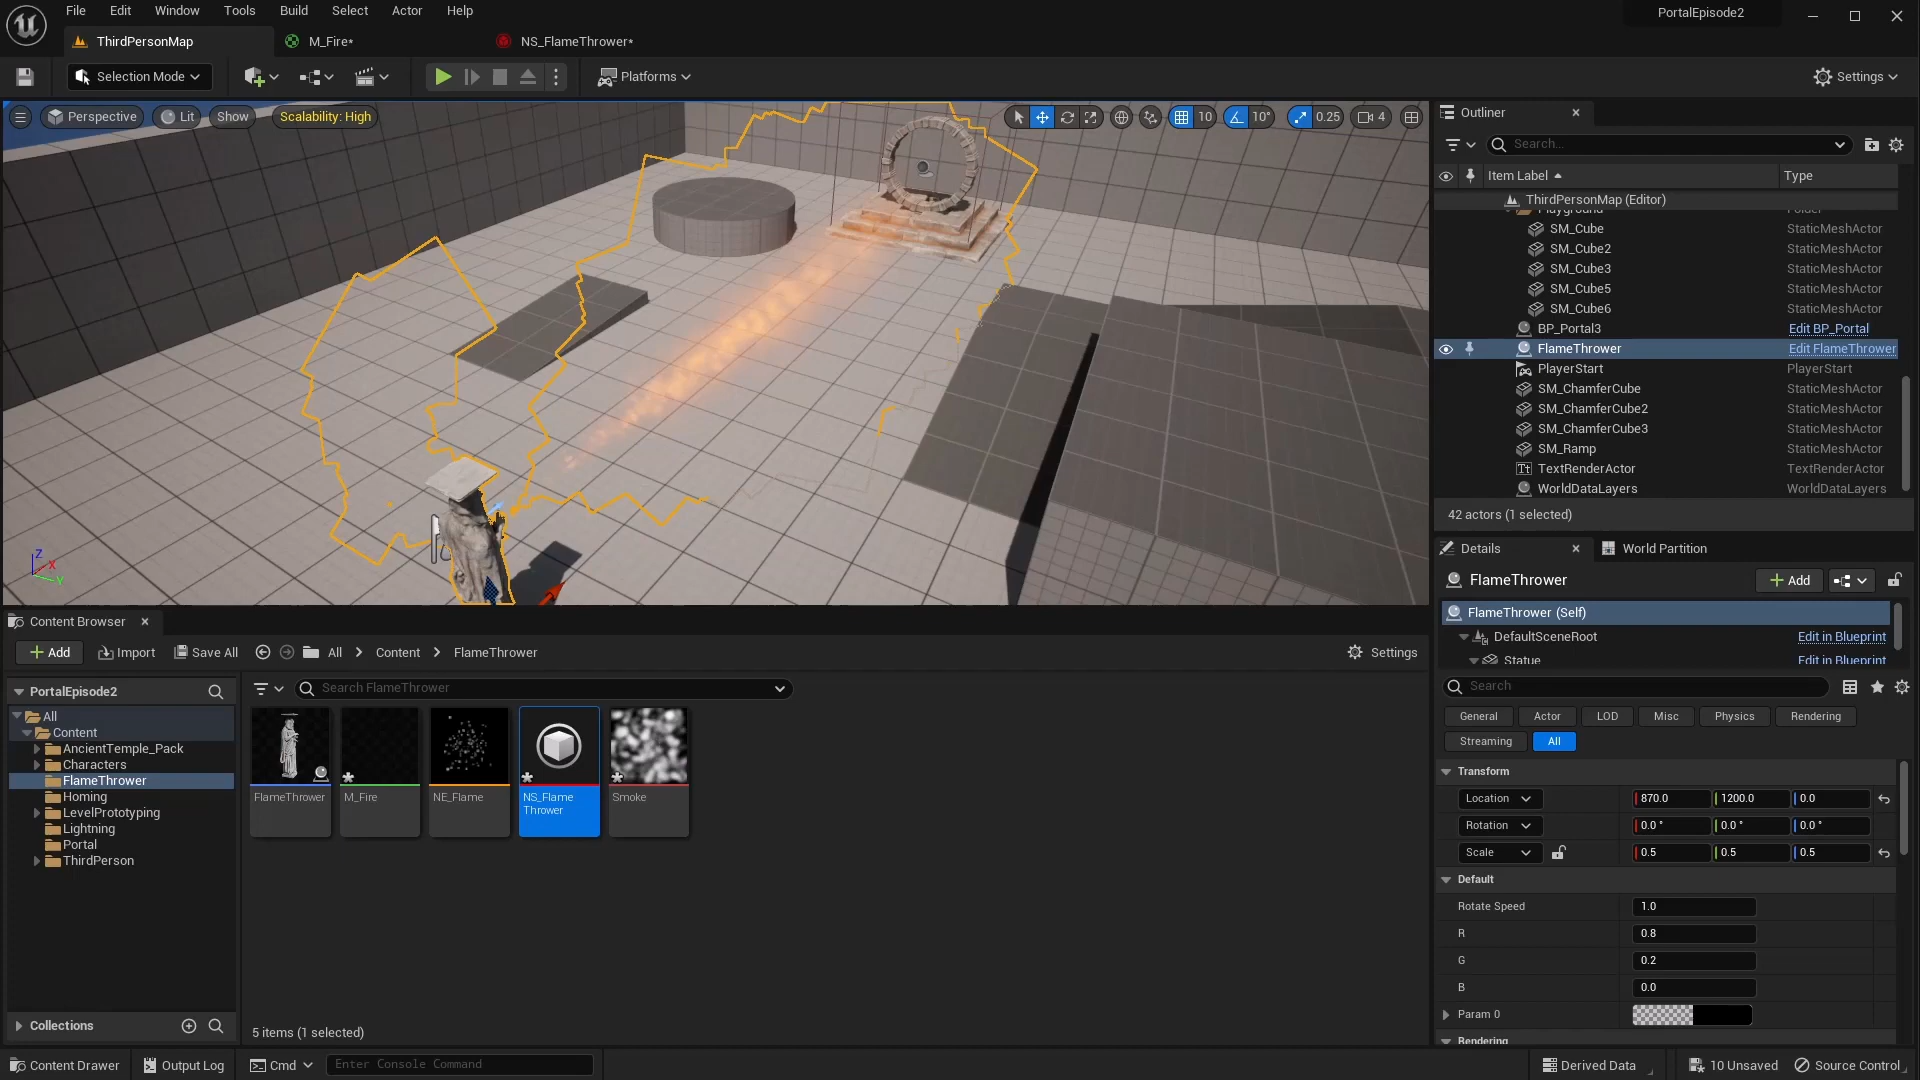 File Edit Window Tools Build Select Actor Help
PortalEpisode2
ThirdPersonMap
M_Fire*
NS_FlameThrower*
Selection Mode
Platforms
Settings
Perspective
Lit
Show
Scalability: High
10
10°
0.25
4
Outliner
Search...
Item Label
Type
ThirdPersonMap (Editor)
Playground
Folder
SM_Cube StaticMeshActor
SM_Cube2 StaticMeshActor
SM_Cube3 StaticMeshActor
SM_Cube5 StaticMeshActor
SM_Cube6 StaticMeshActor
BP_Portal3 Edit BP_Portal
FlameThrower Edit FlameThrower
PlayerStart PlayerStart
SM_ChamferCube StaticMeshActor
SM_ChamferCube2 StaticMeshActor
SM_ChamferCube3 StaticMeshActor
SM_Ramp StaticMeshActor
TextRenderActor TextRenderActor
WorldDataLayers WorldDataLayers
42 actors (1 selected)
Z
X
Y
Details
World Partition
FlameThrower
Add
FlameThrower (Self)
DefaultSceneRoot Edit in Blueprint
Statue Edit in Blueprint
Search
General Actor LOD Misc Physics Rendering
Streaming All
Transform
Location 870.0 1200.0 0.0
Rotation 0.0 ° 0.0 ° 0.0 °
Scale 0.5 0.5 0.5
Default
Rotate Speed 1.0
R 0.8
G 0.2
B 0.0
Param 0
Rendering
Content Browser
Add Import Save All All Content FlameThrower Settings
PortalEpisode2
Search FlameThrower
All
Content
AncientTemple_Pack
Characters
FlameThrower
Homing
LevelPrototyping
Lightning
Portal
ThirdPerson
FlameThrower
M_Fire
NE_Flame
NS_Flame
Thrower
Smoke
Collections
5 items (1 selected)
Content Drawer Output Log Cmd Enter Console Command Derived Data 10 Unsaved Source Control